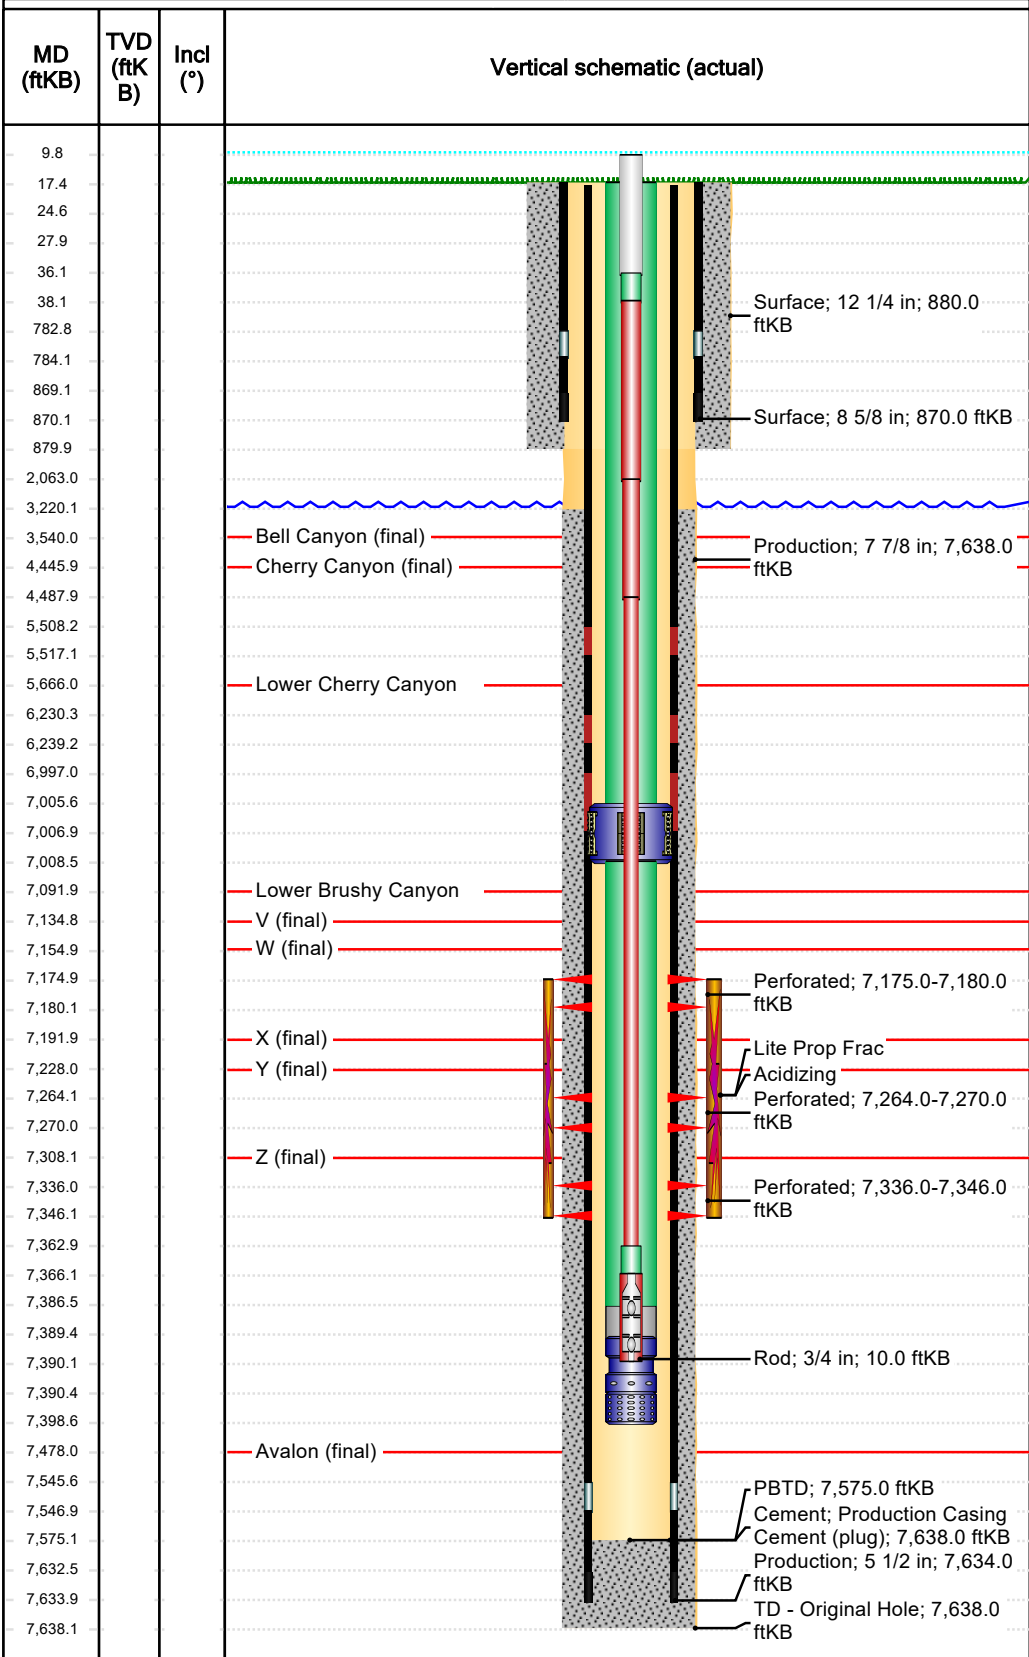 MD
(ftKB)
TVD
(ftK
B)
Incl
(°)
Vertical schematic (actual)
9.8
17.4
24.6
27.9
36.1
38.1
782.8
784.1
869.1
870.1
879.9
2,063.0
3,220.1
3,540.0
4,445.9
4,487.9
5,508.2
5,517.1
5,666.0
6,230.3
6,239.2
6,997.0
7,005.6
7,006.9
7,008.5
7,091.9
7,134.8
7,154.9
7,174.9
7,180.1
7,191.9
7,228.0
7,264.1
7,270.0
7,308.1
7,336.0
7,346.1
7,362.9
7,366.1
7,386.5
7,389.4
7,390.1
7,390.4
7,398.6
7,478.0
7,545.6
7,546.9
7,575.1
7,632.5
7,633.9
7,638.1
Bell Canyon (final)
Cherry Canyon (final)
Lower Cherry Canyon
Lower Brushy Canyon
V (final)
W (final)
X (final)
Y (final)
Z (final)
Avalon (final)
Surface; 12 1/4 in; 880.0
ftKB
Surface; 8 5/8 in; 870.0 ftKB
Production; 7 7/8 in; 7,638.0
ftKB
Perforated; 7,175.0-7,180.0
ftKB
Lite Prop Frac
Acidizing
Perforated; 7,264.0-7,270.0
ftKB
Perforated; 7,336.0-7,346.0
ftKB
Rod; 3/4 in; 10.0 ftKB
PBTD; 7,575.0 ftKB
Cement; Production Casing
Cement (plug); 7,638.0 ftKB
Production; 5 1/2 in; 7,634.0
ftKB
TD - Original Hole; 7,638.0
ftKB